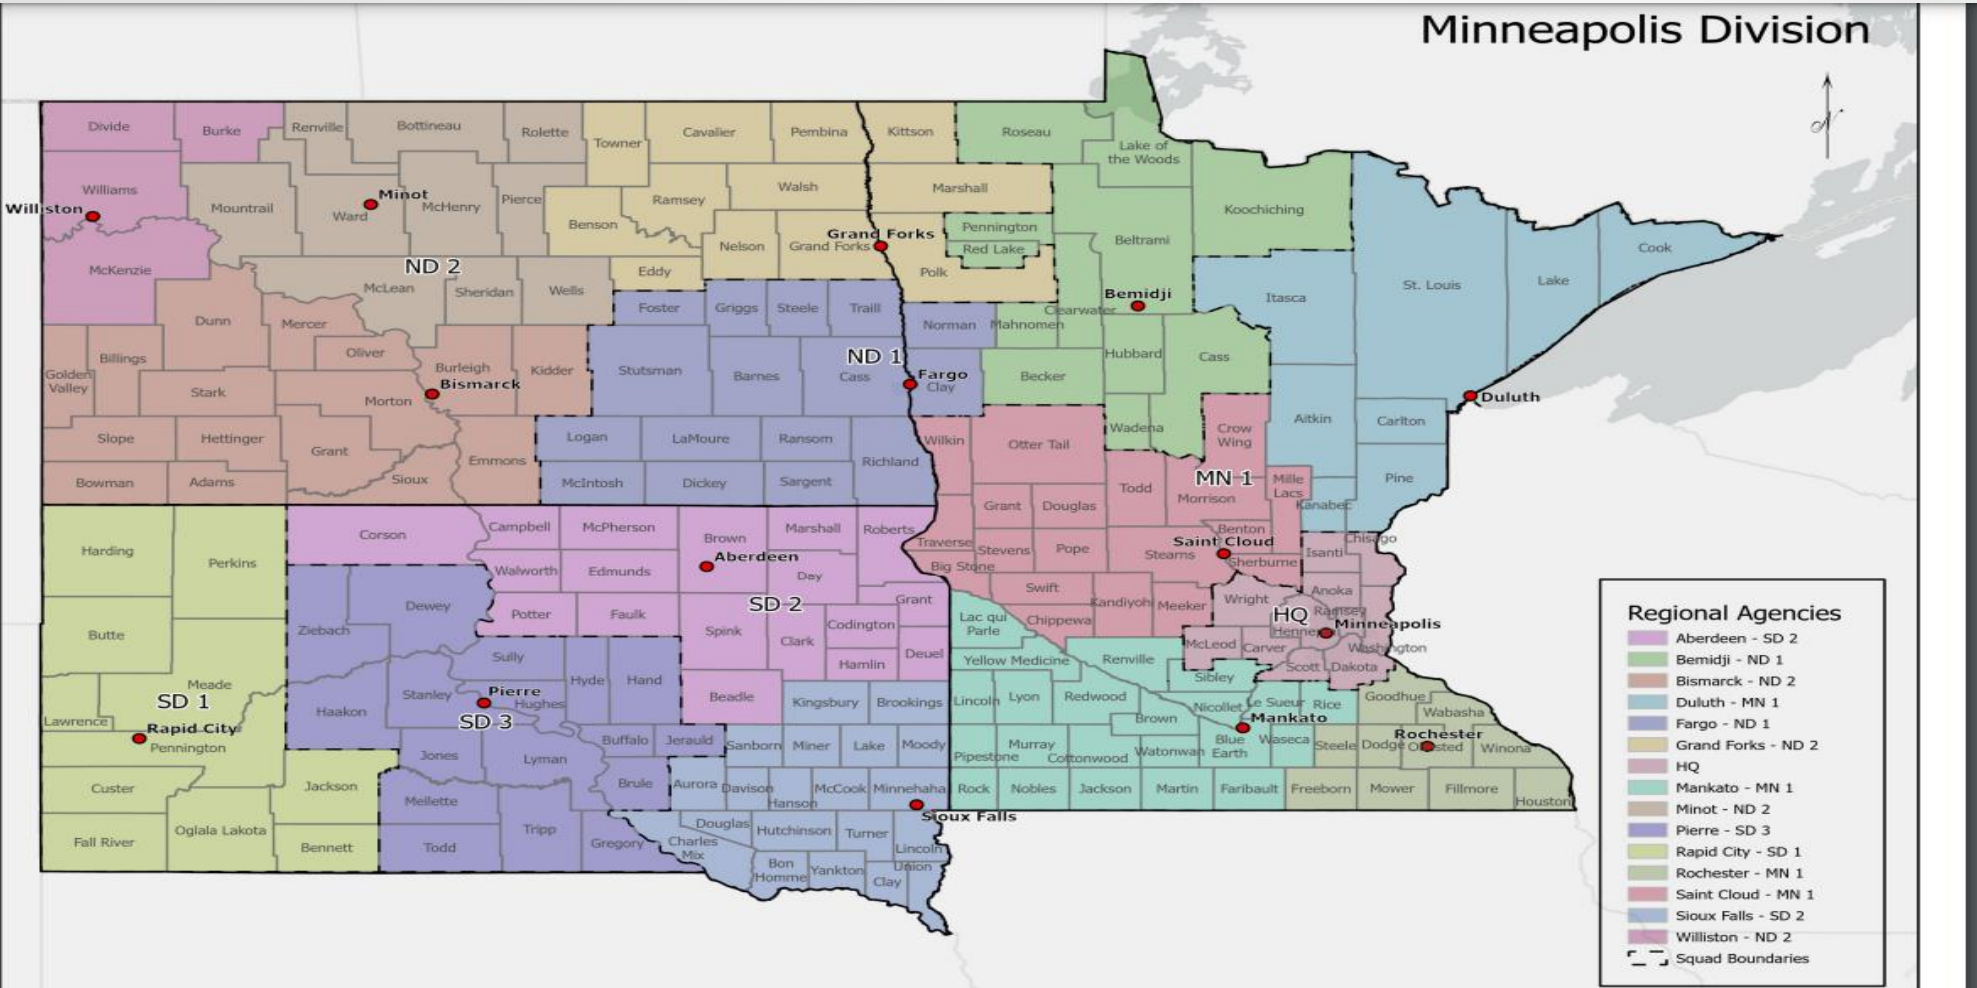 Minneapolis Division
N
Divide
Burke
Renville
Bottineau
Rolette
Towner
Cavalier
Pembina
Kittson
Roseau
Lake of
the Woods
Williams
Williston
Mountrail
Minot
Ward
McHenry
Pierce
Benson
Ramsey
Walsh
Marshall
Koochiching
McKenzie
ND 2
McLean
Sheridan
Wells
Eddy
Nelson
Grand Forks
Grand Forks
Pennington
Red Lake
Polk
Beltrami
Bemidji
Clearwater
Itasca
St. Louis
Lake
Cook
Dunn
Mercer
Oliver
Billings
Golden
Valley
Stark
Morton
Burleigh
Bismarck
Kidder
Foster
Griggs
Steele
Traill
Stutsman
Barnes
Cass
ND 1
Norman
Mahnomen
Fargo
Clay
Becker
Hubbard
Cass
Wadena
Duluth
Aitkin
Carlton
Pine
Slope
Hettinger
Grant
Bowman
Adams
Sioux
Emmons
Logan
LaMoure
Ransom
Richland
McIntosh
Dickey
Sargent
Wilkin
Otter Tail
Crow
Wing
MN 1
Todd
Morrison
Mille
Lacs
Kanabec
Grant
Douglas
Benton
Saint Cloud
Stearns
Sherburne
Traverse
Stevens
Pope
Big Stone
Swift
Kandiyohi
Meeker
Chippewa
Isanti
Chisago
Anoka
Wright
Ramsey
HQ
Minneapolis
McLeod
Carver
Washington
Scott
Dakota
Harding
Perkins
Butte
Meade
SD 1
Lawrence
Rapid City
Pennington
Custer
Fall River
Oglala Lakota
Jackson
Bennett
Corson
Campbell
McPherson
Brown
Aberdeen
Marshall
Roberts
Walworth
Edmunds
Day
SD 2
Grant
Potter
Faulk
Spink
Clark
Codington
Deuel
Hamlin
Beadle
Dewey
Ziebach
Sully
Stanley
Pierre
Hughes
SD 3
Hyde
Hand
Haakon
Jones
Lyman
Buffalo
Jerauld
Brule
Mellette
Todd
Tripp
Gregory
Kingsbury
Brookings
Sanborn
Miner
Lake
Moody
Aurora
Davison
Hanson
McCook
Minnehaha
Sioux Falls
Douglas
Hutchinson
Turner
Lincoln
Charles
Mix
Bon
Homme
Yankton
Clay
Union
Lac qui
Parle
Yellow Medicine
Renville
Sibley
Lincoln
Lyon
Redwood
Brown
Nicollet
Le Sueur
Rice
Mankato
Pipestone
Murray
Cottonwood
Watonwan
Blue
Earth
Waseca
Rock
Nobles
Jackson
Martin
Faribault
Goodhue
Wabasha
Rochester
Steele
Dodge
Winona
Freeborn
Mower
Fillmore
Houston
Regional Agencies
Aberdeen - SD 2
Bemidji - ND 1
Bismarck - ND 2
Duluth - MN 1
Fargo - ND 1
Grand Forks - ND 2
HQ
Mankato - MN 1
Minot - ND 2
Pierre - SD 3
Rapid City - SD 1
Rochester - MN 1
Saint Cloud - MN 1
Sioux Falls - SD 2
Williston - ND 2
Squad Boundaries